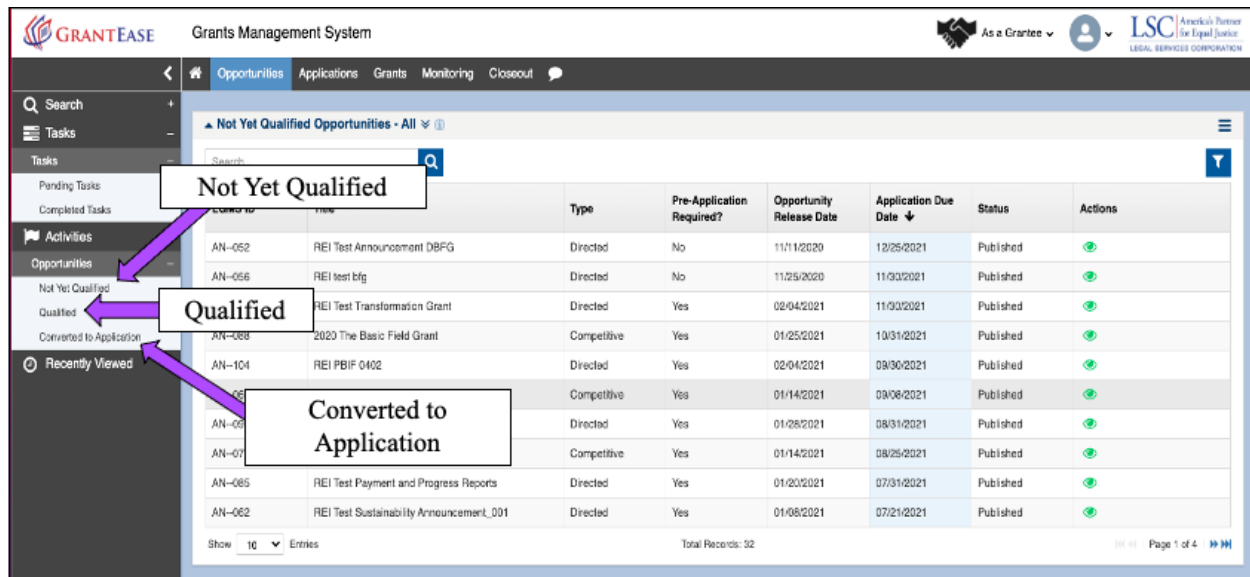 GRANTEASE
Grants Management System
As a Grantee
LSC America's Partner for Equal Justice
LEGAL SERVICES CORPORATION
Opportunities Applications Grants Monitoring Closeout
Search +
Tasks –
Tasks –
Pending Tasks
Completed Tasks
Activities
Opportunities –
Not Yet Qualified
Qualified
Converted to Application
Recently Viewed
Not Yet Qualified
Qualified
Converted to
Application
Not Yet Qualified Opportunities - All
Search
Type Pre-Application Required? Opportunity Release Date Application Due Date Status Actions
AN--052 REI Test Announcement DBFG Directed No 11/11/2020 12/25/2021 Published
AN--056 REI test bfg Directed No 11/25/2020 11/30/2021 Published
REI Test Transformation Grant Directed Yes 02/04/2021 11/30/2021 Published
AN--088 2020 The Basic Field Grant Competitive Yes 01/25/2021 10/31/2021 Published
AN--104 REI PBIF 0402 Directed Yes 02/04/2021 09/30/2021 Published
Competitive Yes 01/14/2021 09/08/2021 Published
Directed Yes 01/28/2021 08/31/2021 Published
Competitive Yes 01/14/2021 08/25/2021 Published
AN--085 REI Test Payment and Progress Reports Directed Yes 01/20/2021 07/31/2021 Published
AN--062 REI Test Sustainability Announcement_001 Directed Yes 01/08/2021 07/21/2021 Published
Show 10 Entries Total Records: 32 Page 1 of 4